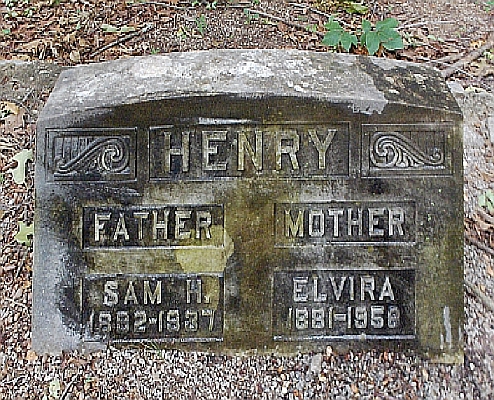 HENRY
FATHER MOTHER
SAM H. ELVIRA
1882-1937 1881-1958